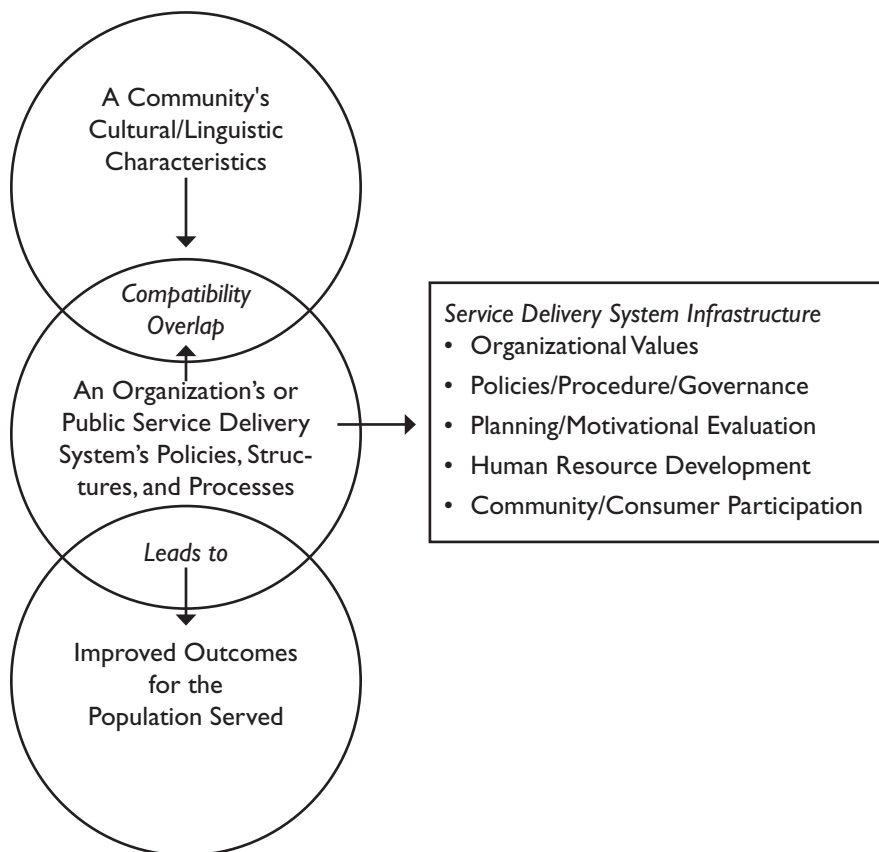 A Community's
Cultural/Linguistic
Characteristics
Compatibility
Overlap
An Organization’s or
Public Service Delivery
System’s Policies, Struc-
tures, and Processes
Leads to
Improved Outcomes
for the
Population Served
Service Delivery System Infrastructure
• Organizational Values
• Policies/Procedure/Governance
• Planning/Motivational Evaluation
• Human Resource Development
• Community/Consumer Participation